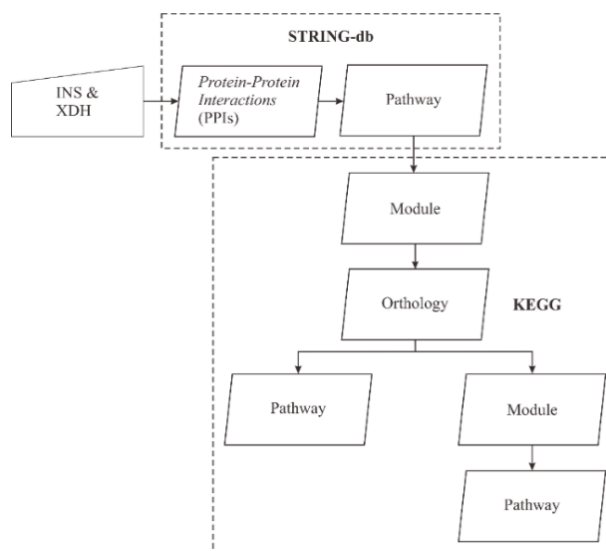 STRING-db
INS &
XDH
Protein-Protein
Interactions
(PPIs)
Pathway
Module
Orthology
KEGG
Pathway
Module
Pathway